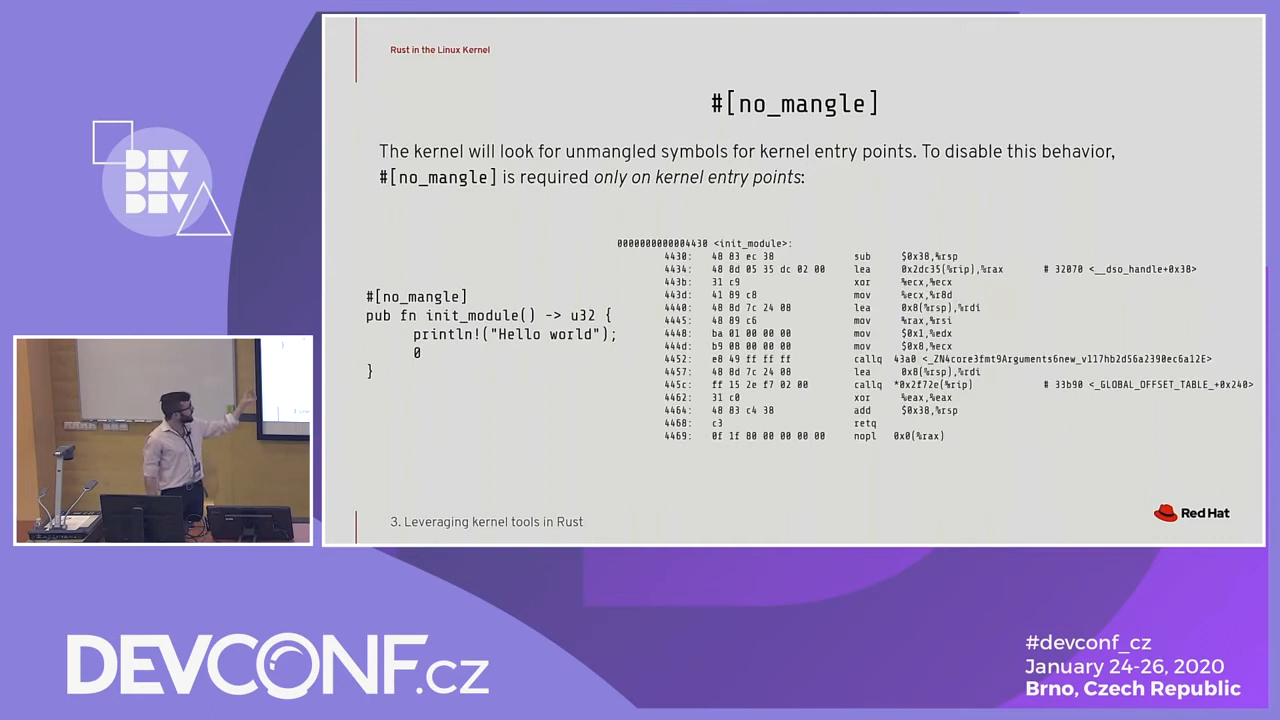 DEV
DEV
DEV
Rust in the Linux Kernel
#[no_mangle]
The kernel will look for unmangled symbols for kernel entry points. To disable this behavior,
#[no_mangle] is required only on kernel entry points:
#[no_mangle]
pub fn init_module() -> u32 {
println!("Hello world");
0
}
0000000000004430 <init_module>:
4430: 48 83 ec 38 sub $0x38,%rsp
4434: 48 8d 05 35 dc 02 00 lea 0x2dc35(%rip),%rax # 32070 <__dso_handle+0x38>
443b: 31 c9 xor %ecx,%ecx
443d: 41 89 c8 mov %ecx,%r8d
4440: 48 8d 7c 24 08 lea 0x8(%rsp),%rdi
4445: 48 89 c6 mov %rax,%rsi
4448: ba 01 00 00 00 mov $0x1,%edx
444d: b9 08 00 00 00 mov $0x8,%ecx
4452: e8 49 ff ff ff callq 43a0 <_ZN4core3fmt9Arguments6new_v117hb2d56a2390ec6a12E>
4457: 48 8d 7c 24 08 lea 0x8(%rsp),%rdi
445c: ff 15 2e f7 02 00 callq *0x2f72e(%rip) # 33b90 <_GLOBAL_OFFSET_TABLE_+0x240>
4462: 31 c0 xor %eax,%eax
4464: 48 83 c4 38 add $0x38,%rsp
4468: c3 retq
4469: 0f 1f 80 00 00 00 00 nopl 0x0(%rax)
3. Leveraging kernel tools in Rust
Red Hat
DEVCONF.cz
#devconf_cz
January 24-26, 2020
Brno, Czech Republic